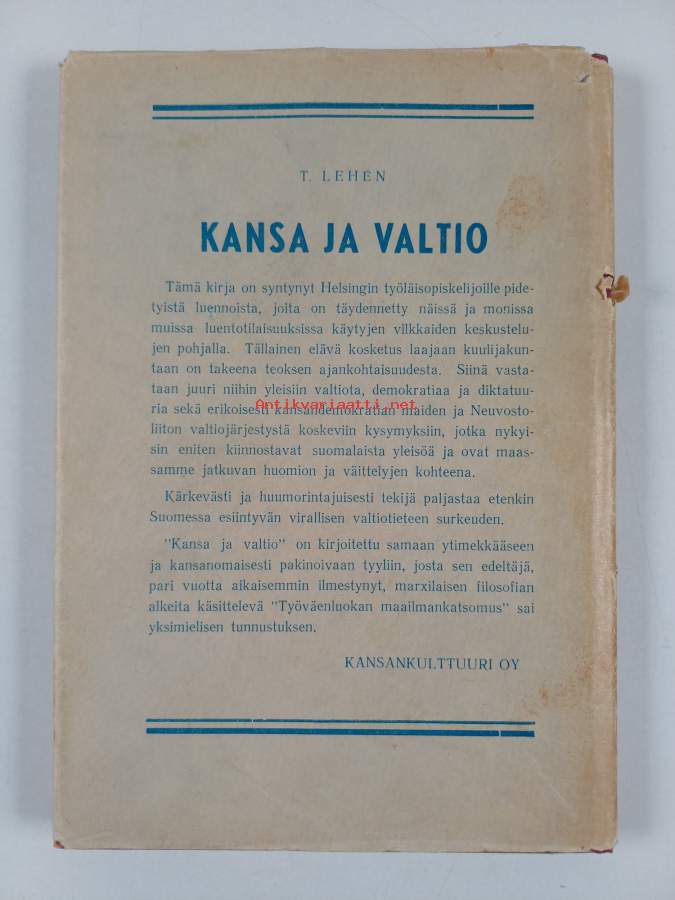 T. LEHEN
KANSA JA VALTIO
Tämä kirja on syntynyt Helsingin työläisopiskelijoille pide-
tyistä luennoista, joita on täydennetty näissä ja monissa
muissa luentotilaisuuksissa käytyjen vilkkaiden keskustelu-
jen pohjalla. Tällainen elävä kosketus laajaan kuulijakun-
taan on takeena teoksen ajankohtaisuudesta. Siinä vasta-
taan juuri niihin yleisiin valtiota, demokratiaa ja diktatuu-
Antikvariaatti.net
ria sekä erikoisesti kansandemokratian maiden ja Neuvosto-
liiton valtiojärjestystä koskeviin kysymyksiin, jotka nykyi-
sin eniten kiinnostavat suomalaista yleisöä ja ovat maas-
samme jatkuvan huomion ja väittelyjen kohteena.
Kärkevästi ja huumorintajuisesti tekijä paljastaa etenkin
Suomessa esiintyvän virallisen valtiotieteen surkeuden.
"Kansa ja valtio" on kirjoitettu samaan ytimekkääseen
ja kansanomaisesti pakinoivaan tyyliin, josta sen edeltäjä,
pari vuotta aikaisemmin ilmestynyt, marxilaisen filosofian
alkeita käsittelevä "Työväenluokan maailmankatsomus" sai
yksimielisen tunnustuksen.
KANSANKULTTUURI OY